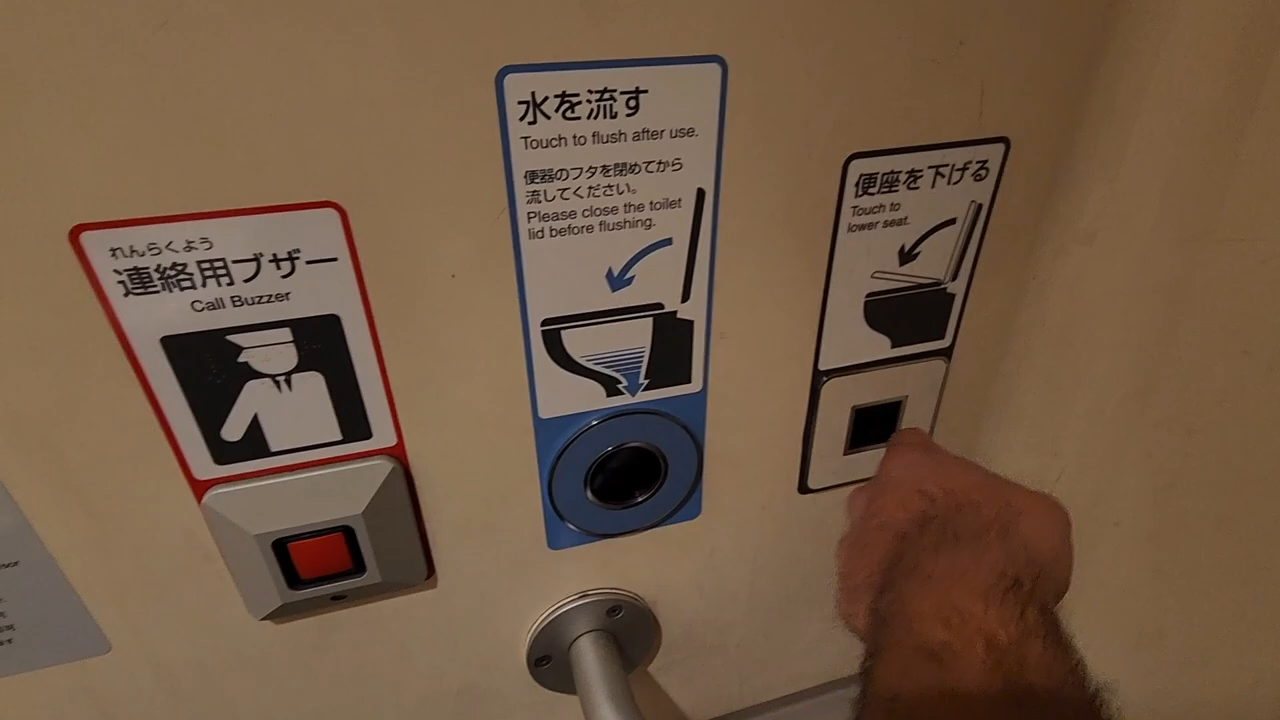 れんらくよう
連絡用ブザー
Call Buzzer
水を流す
Touch to flush after use.
便器のフタを閉めてから
流してください。
Please close the toilet
lid before flushing.
便座を下げる
Touch to
lower seat.